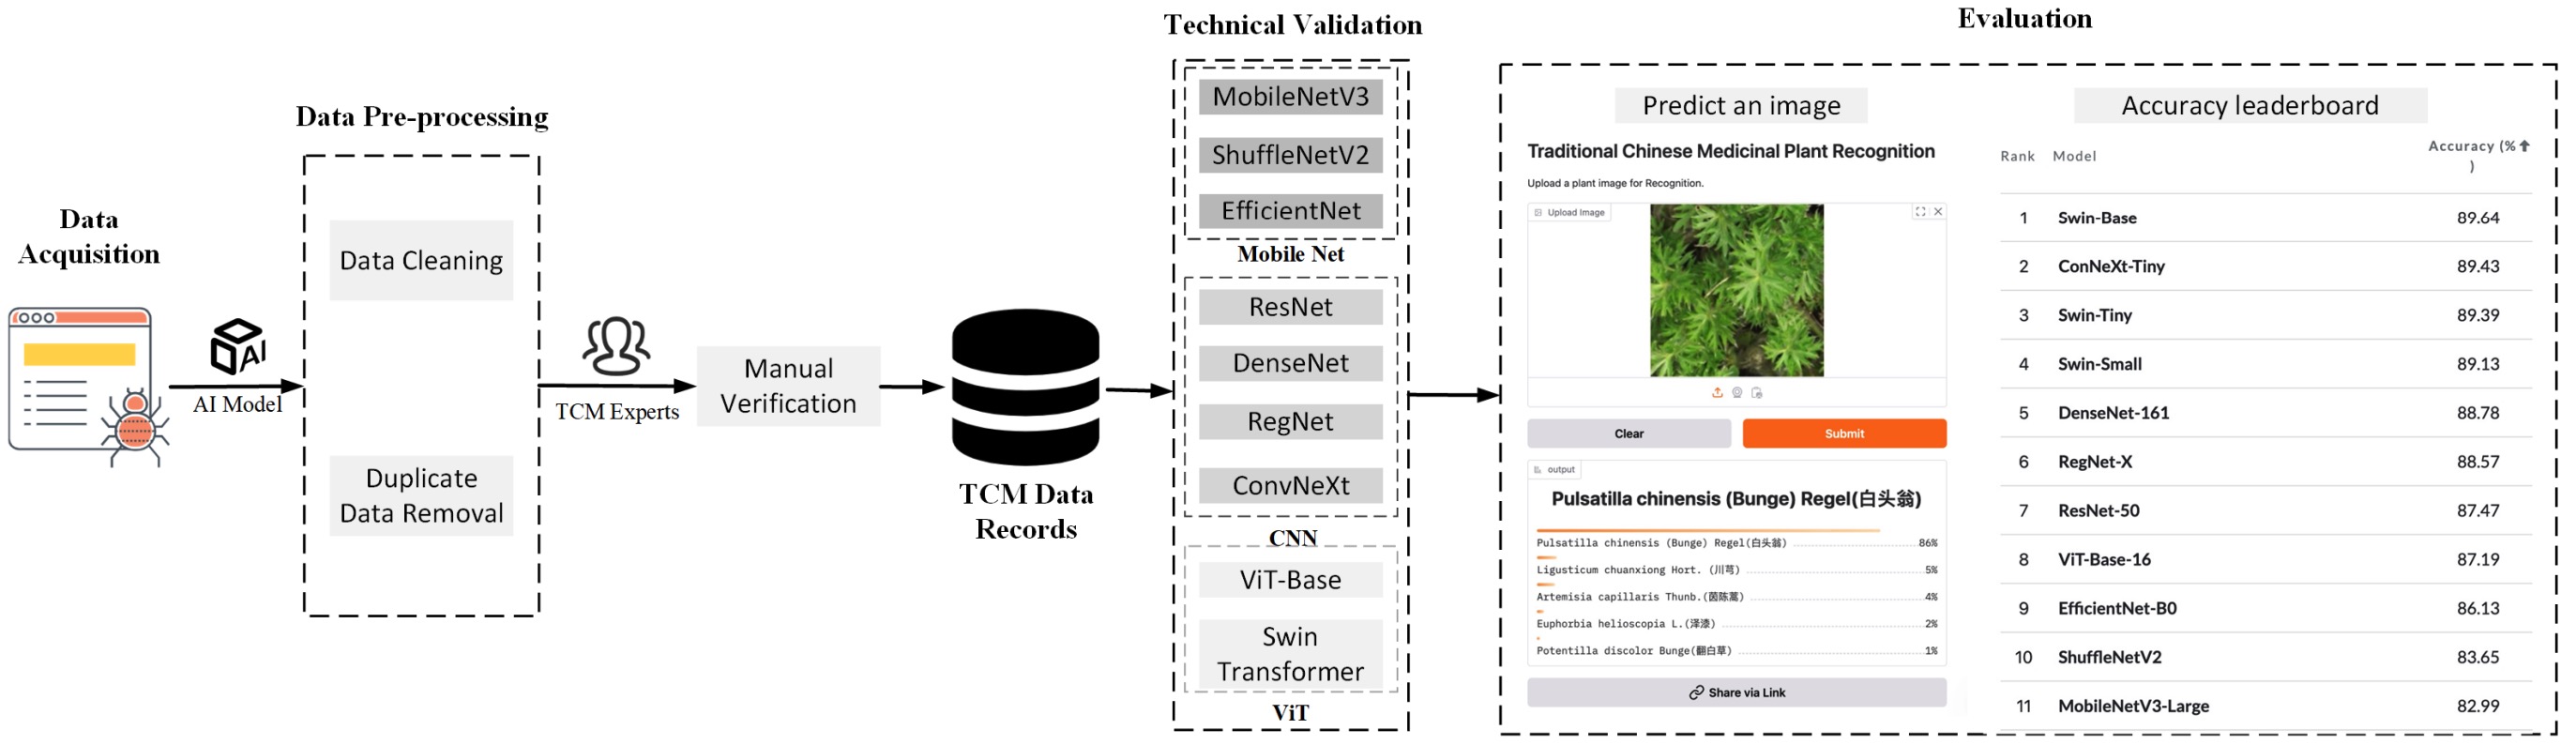 Data
Acquisition
AI
AI Model
Data Pre-processing
Data Cleaning
Duplicate
Data Removal
TCM Experts
Manual
Verification
TCM Data
Records
Technical Validation
MobileNetV3
ShuffleNetV2
EfficientNet
Mobile Net
ResNet
DenseNet
RegNet
ConvNeXt
CNN
ViT-Base
Swin
Transformer
ViT
Evaluation
Predict an image
Traditional Chinese Medicinal Plant Recognition
Upload a plant image for Recognition.
Upload Image
Clear
Submit
output
Pulsatilla chinensis (Bunge) Regel(白头翁)
Pulsatilla chinensis (Bunge) Regel(白头翁) 86%
Ligusticum chuanxiong Hort. (川芎) 5%
Artemisia capillaris Thunb.(茵陈蒿) 4%
Euphorbia helioscopia L.(泽漆) 2%
Potentilla discolor Bunge(翻白草) 1%
Share via Link
Accuracy leaderboard
Rank Model Accuracy (%⬆
)
1 Swin-Base 89.64
2 ConNeXt-Tiny 89.43
3 Swin-Tiny 89.39
4 Swin-Small 89.13
5 DenseNet-161 88.78
6 RegNet-X 88.57
7 ResNet-50 87.47
8 ViT-Base-16 87.19
9 EfficientNet-B0 86.13
10 ShuffleNetV2 83.65
11 MobileNetV3-Large 82.99